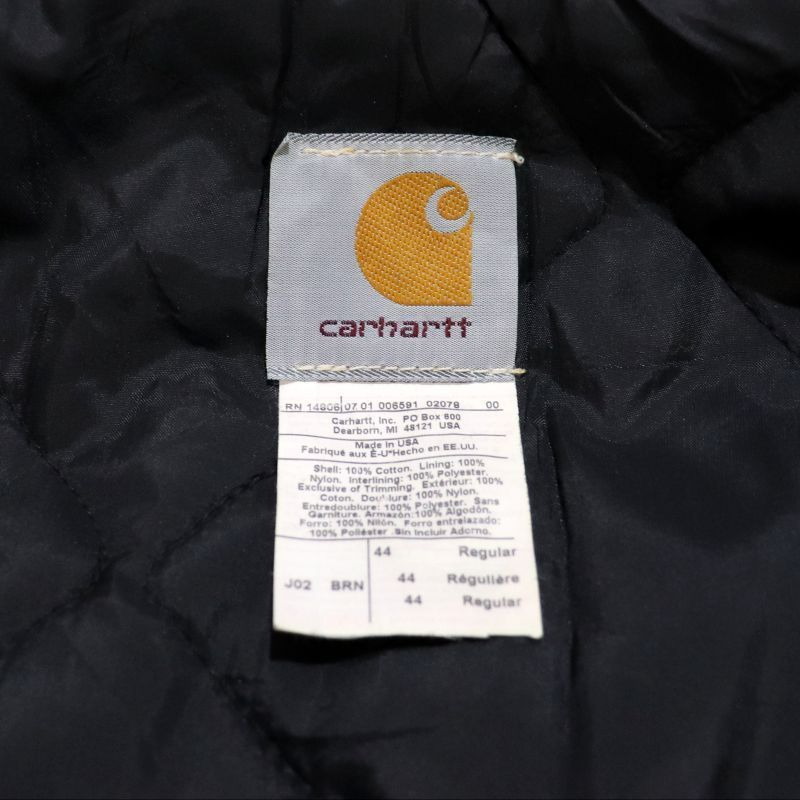 carhartt
RN 14806 07 01 006591 02079 00
Carhartt, Inc. PO Box 600
Dearborn, MI 48121 USA
Made in USA
Fabriqué aux É-U*Hecho en EE.UU.
Shell: 100% Cotton. Lining: 100%
Nylon. Interlining: 100% Polyester.
Exclusive of Trimming. Extérieur: 100%
Coton. Doublure: 100% Nylon.
Entredoublure: 100% Polyester. Sans
Garniture. Armazón:100% Algodón.
Forro: 100% Nilón. Forro entrelazado:
100% Poliéster .Sin Incluir Adorno.
44 Regular
J02 BRN 44 Régulière
44 Regular